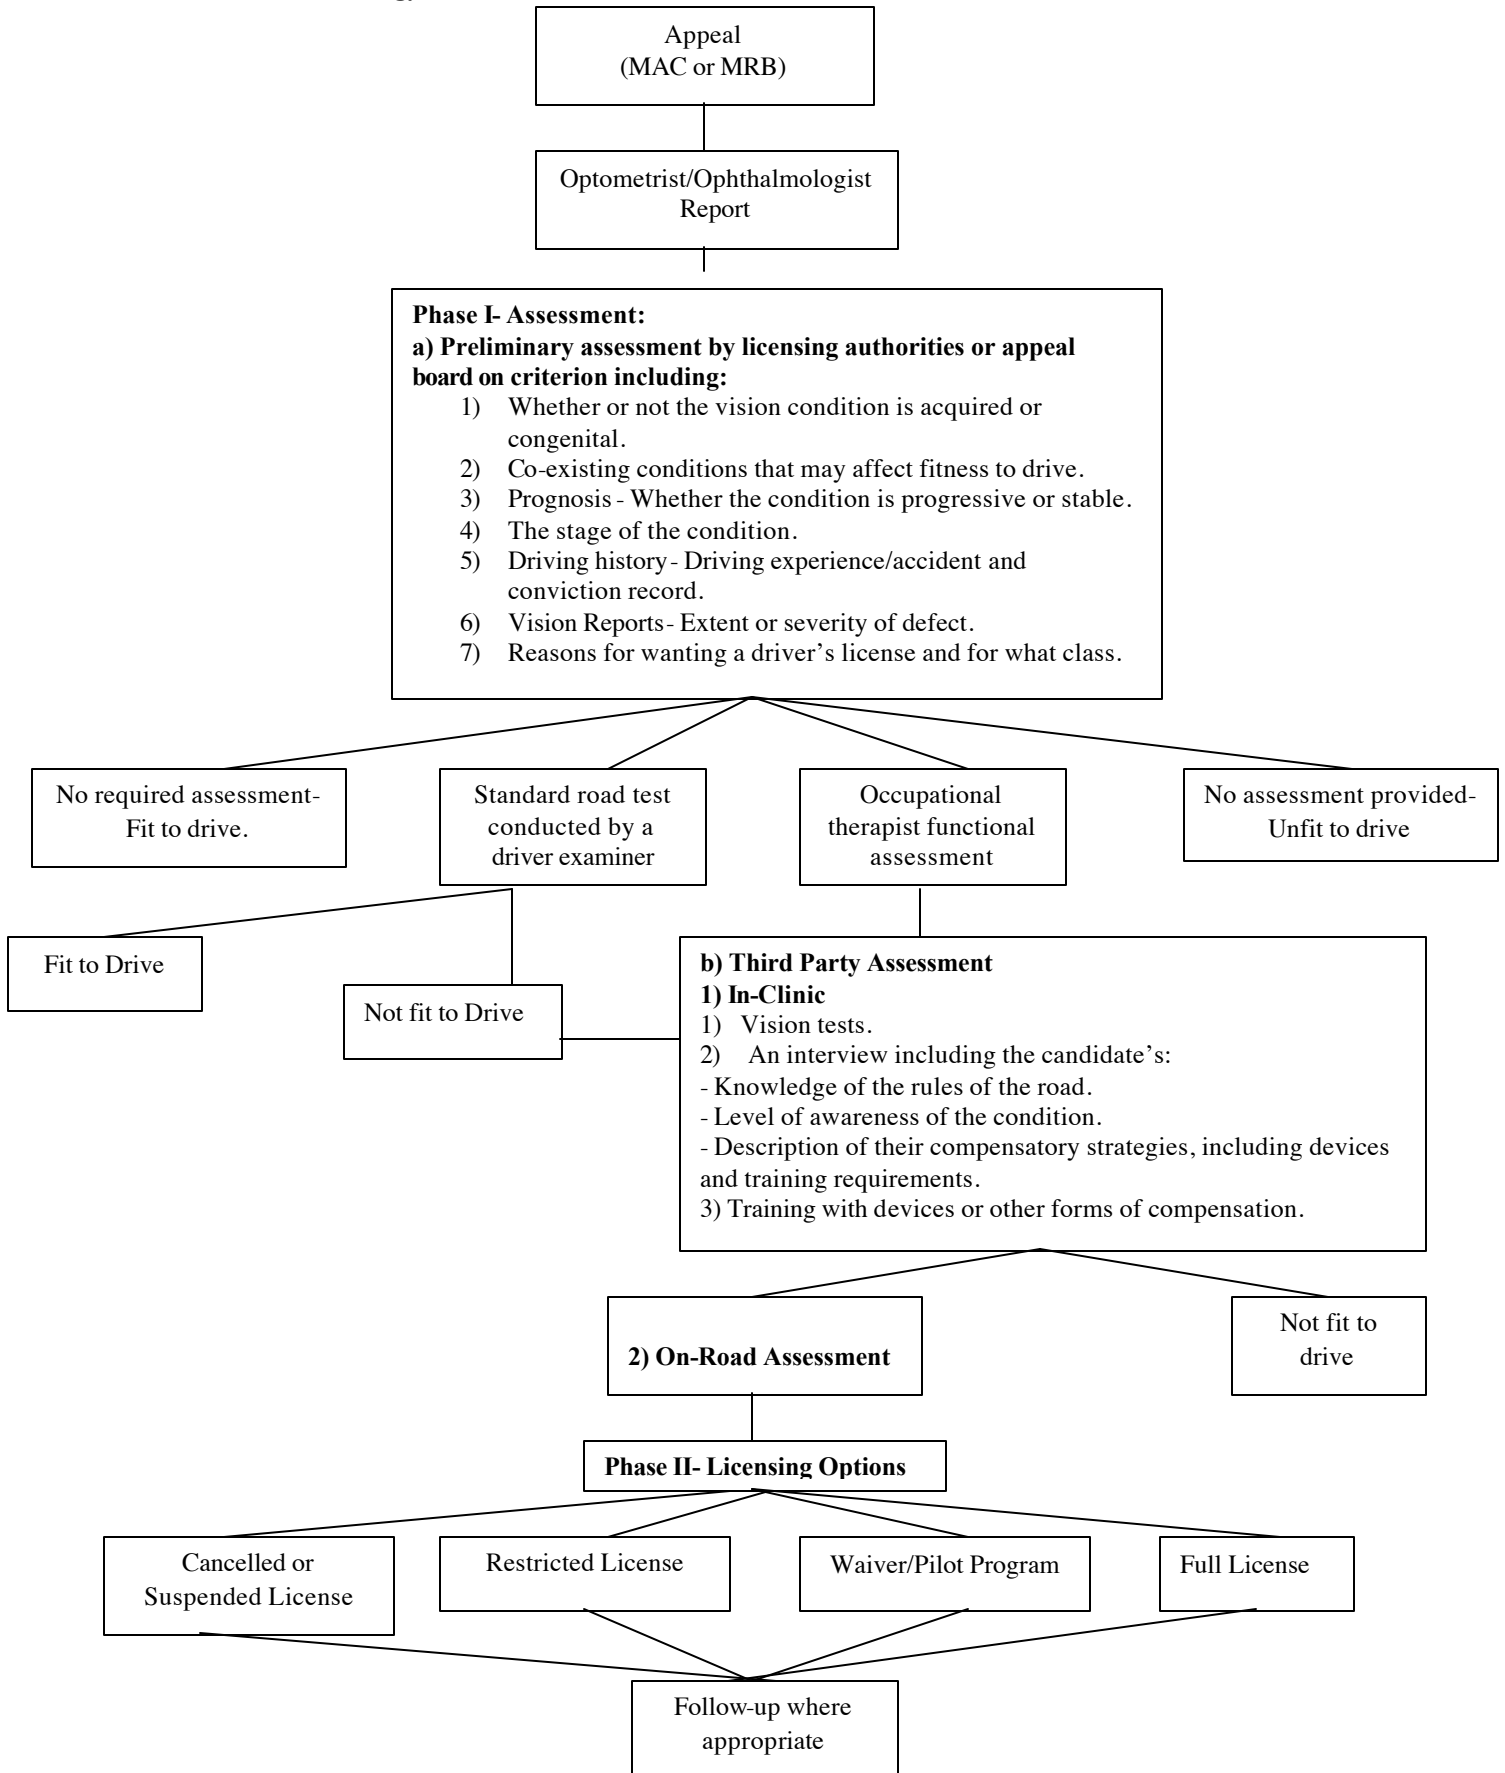 Appeal
(MAC or MRB)
Optometrist/Ophthalmologist
Report
Phase I- Assessment:
a) Preliminary assessment by licensing authorities or appeal
board on criterion including:
1) Whether or not the vision condition is acquired or
congenital.
2) Co-existing conditions that may affect fitness to drive.
3) Prognosis - Whether the condition is progressive or stable.
4) The stage of the condition.
5) Driving history- Driving experience/accident and
conviction record.
6) Vision Reports- Extent or severity of defect.
7) Reasons for wanting a driver’s license and for what class.
No required assessment-
Fit to drive.
Standard road test
conducted by a
driver examiner
Occupational
therapist functional
assessment
No assessment provided-
Unfit to drive
Fit to Drive
Not fit to Drive
b) Third Party Assessment
1) In-Clinic
1) Vision tests.
2) An interview including the candidate’s:
- Knowledge of the rules of the road.
- Level of awareness of the condition.
- Description of their compensatory strategies, including devices
and training requirements.
3) Training with devices or other forms of compensation.
2) On-Road Assessment
Not fit to
drive
Phase II- Licensing Options
Cancelled or
Suspended License
Restricted License
Waiver/Pilot Program
Full License
Follow-up where
appropriate